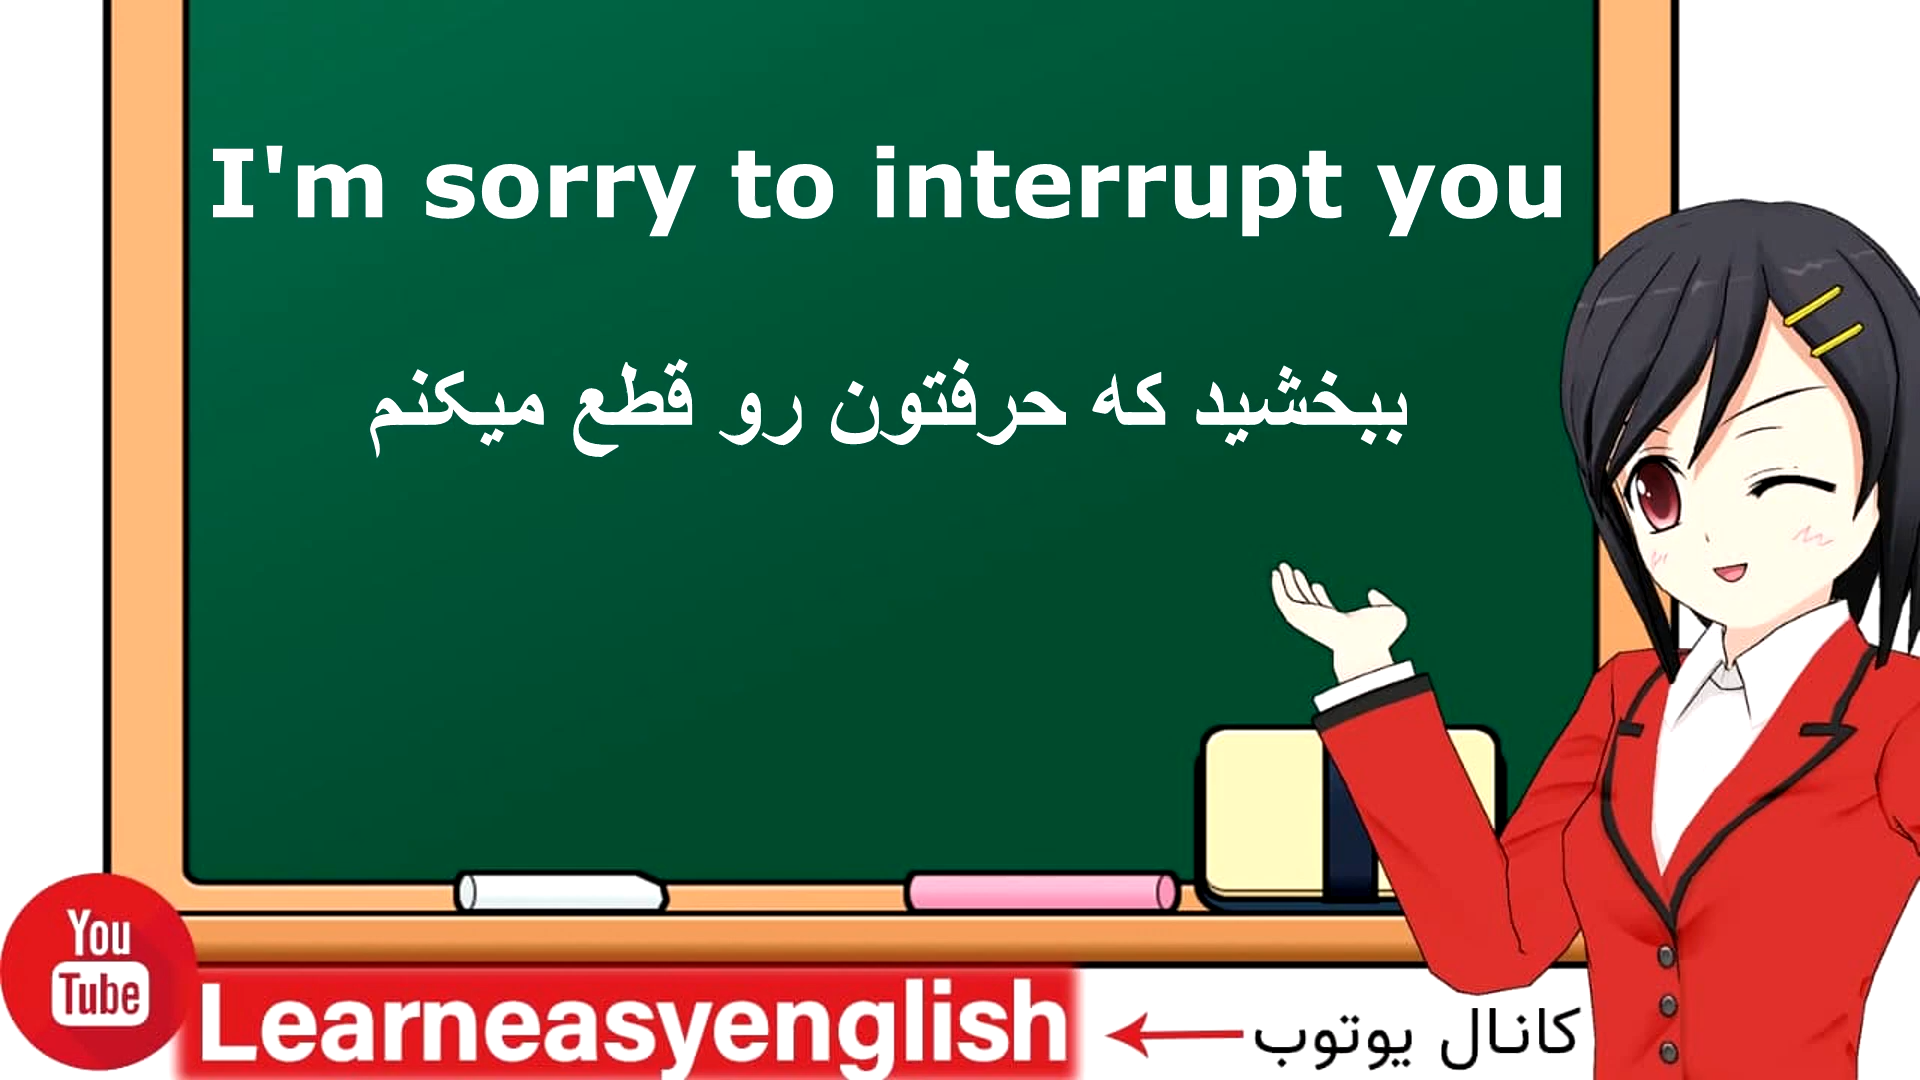 I'm sorry to interrupt you
ببخشید که حرفتون رو قطع میکنم
You
Tube
Learneasyenglish
کانال یوتوب